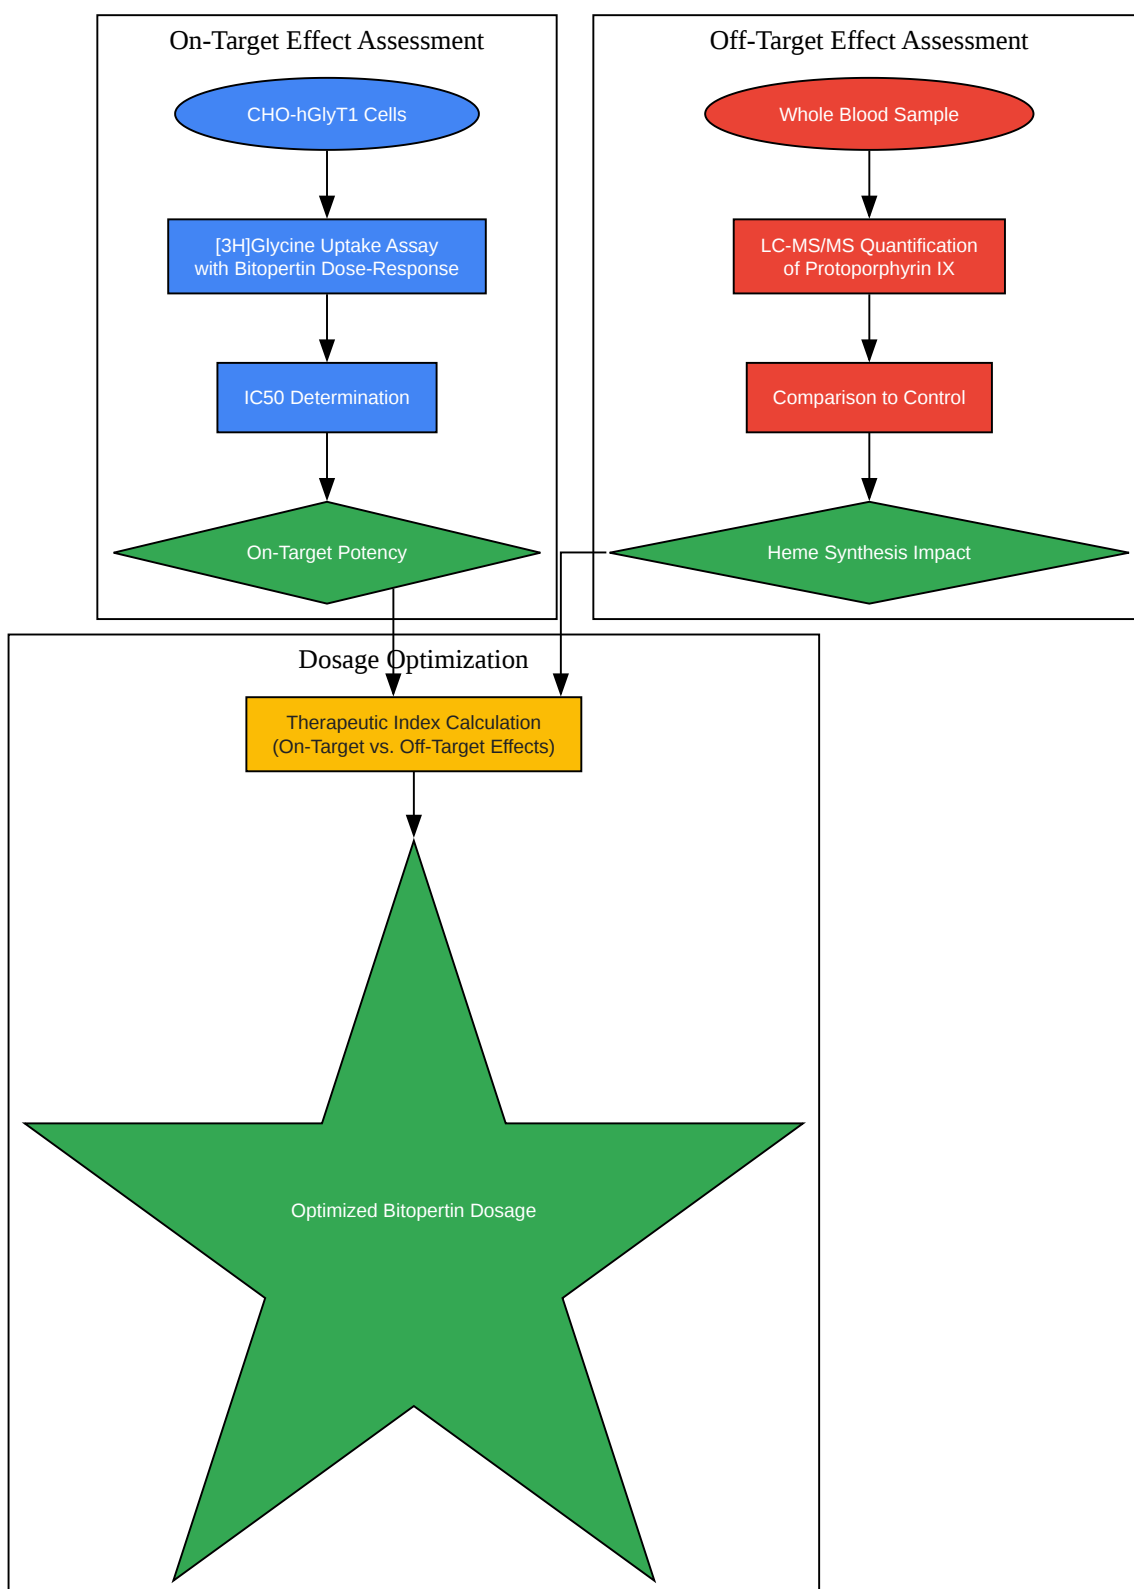 On-Target Effect Assessment
CHO-hGlyT1 Cells
[3H]Glycine Uptake Assay
with Bitopertin Dose-Response
IC50 Determination
On-Target Potency
Off-Target Effect Assessment
Whole Blood Sample
LC-MS/MS Quantification
of Protoporphyrin IX
Comparison to Control
Heme Synthesis Impact
Dosage Optimization
Therapeutic Index Calculation
(On-Target vs. Off-Target Effects)
Optimized Bitopertin Dosage